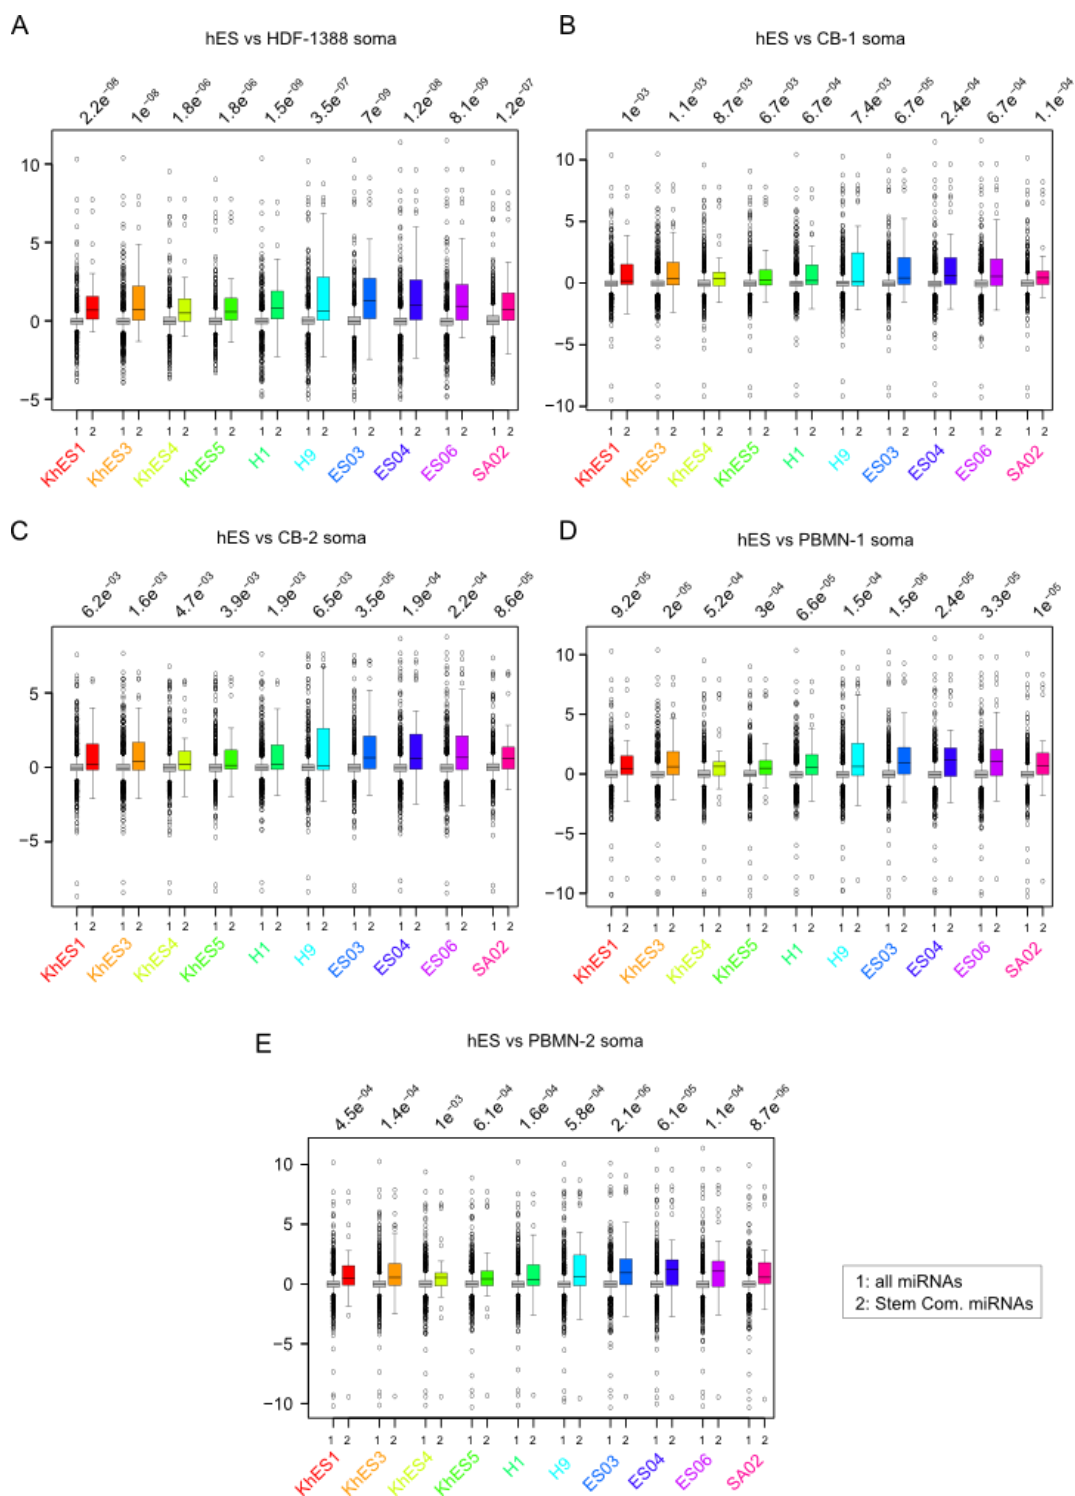 A
hES vs HDF-1388 soma
2.2e−08 1e−08 1.8e−06 1.8e−06 1.5e−09 3.5e−07 7e−09 1.2e−08 8.1e−09 1.2e−07
10
5
0
−5
1 2 1 2 1 2 1 2 1 2 1 2 1 2 1 2 1 2 1 2
KhES1 KhES3 KhES4 KhES5 H1 H9 ES03 ES04 ES06 SA02
B
hES vs CB-1 soma
1e−03 1.1e−03 8.7e−03 6.7e−03 6.7e−04 7.4e−03 6.7e−05 2.4e−04 6.7e−04 1.1e−04
10
5
0
−5
−10
1 2 1 2 1 2 1 2 1 2 1 2 1 2 1 2 1 2 1 2
KhES1 KhES3 KhES4 KhES5 H1 H9 ES03 ES04 ES06 SA02
C
hES vs CB-2 soma
6.2e−03 1.6e−03 4.7e−03 3.9e−03 1.9e−03 6.5e−03 3.5e−05 1.9e−04 2.2e−04 8.6e−05
5
0
−5
1 2 1 2 1 2 1 2 1 2 1 2 1 2 1 2 1 2 1 2
KhES1 KhES3 KhES4 KhES5 H1 H9 ES03 ES04 ES06 SA02
D
hES vs PBMN-1 soma
9.2e−05 2e−05 5.2e−04 3e−04 6.6e−05 1.5e−04 1.5e−06 2.4e−05 3.3e−05 1e−05
10
5
0
−5
−10
1 2 1 2 1 2 1 2 1 2 1 2 1 2 1 2 1 2 1 2
KhES1 KhES3 KhES4 KhES5 H1 H9 ES03 ES04 ES06 SA02
E
hES vs PBMN-2 soma
4.5e−04 1.4e−04 1e−03 6.1e−04 1.6e−04 5.8e−04 2.1e−06 6.1e−05 1.1e−04 8.7e−06
10
5
0
−5
−10
1 2 1 2 1 2 1 2 1 2 1 2 1 2 1 2 1 2 1 2
KhES1 KhES3 KhES4 KhES5 H1 H9 ES03 ES04 ES06 SA02
1: all miRNAs
2: Stem Com. miRNAs